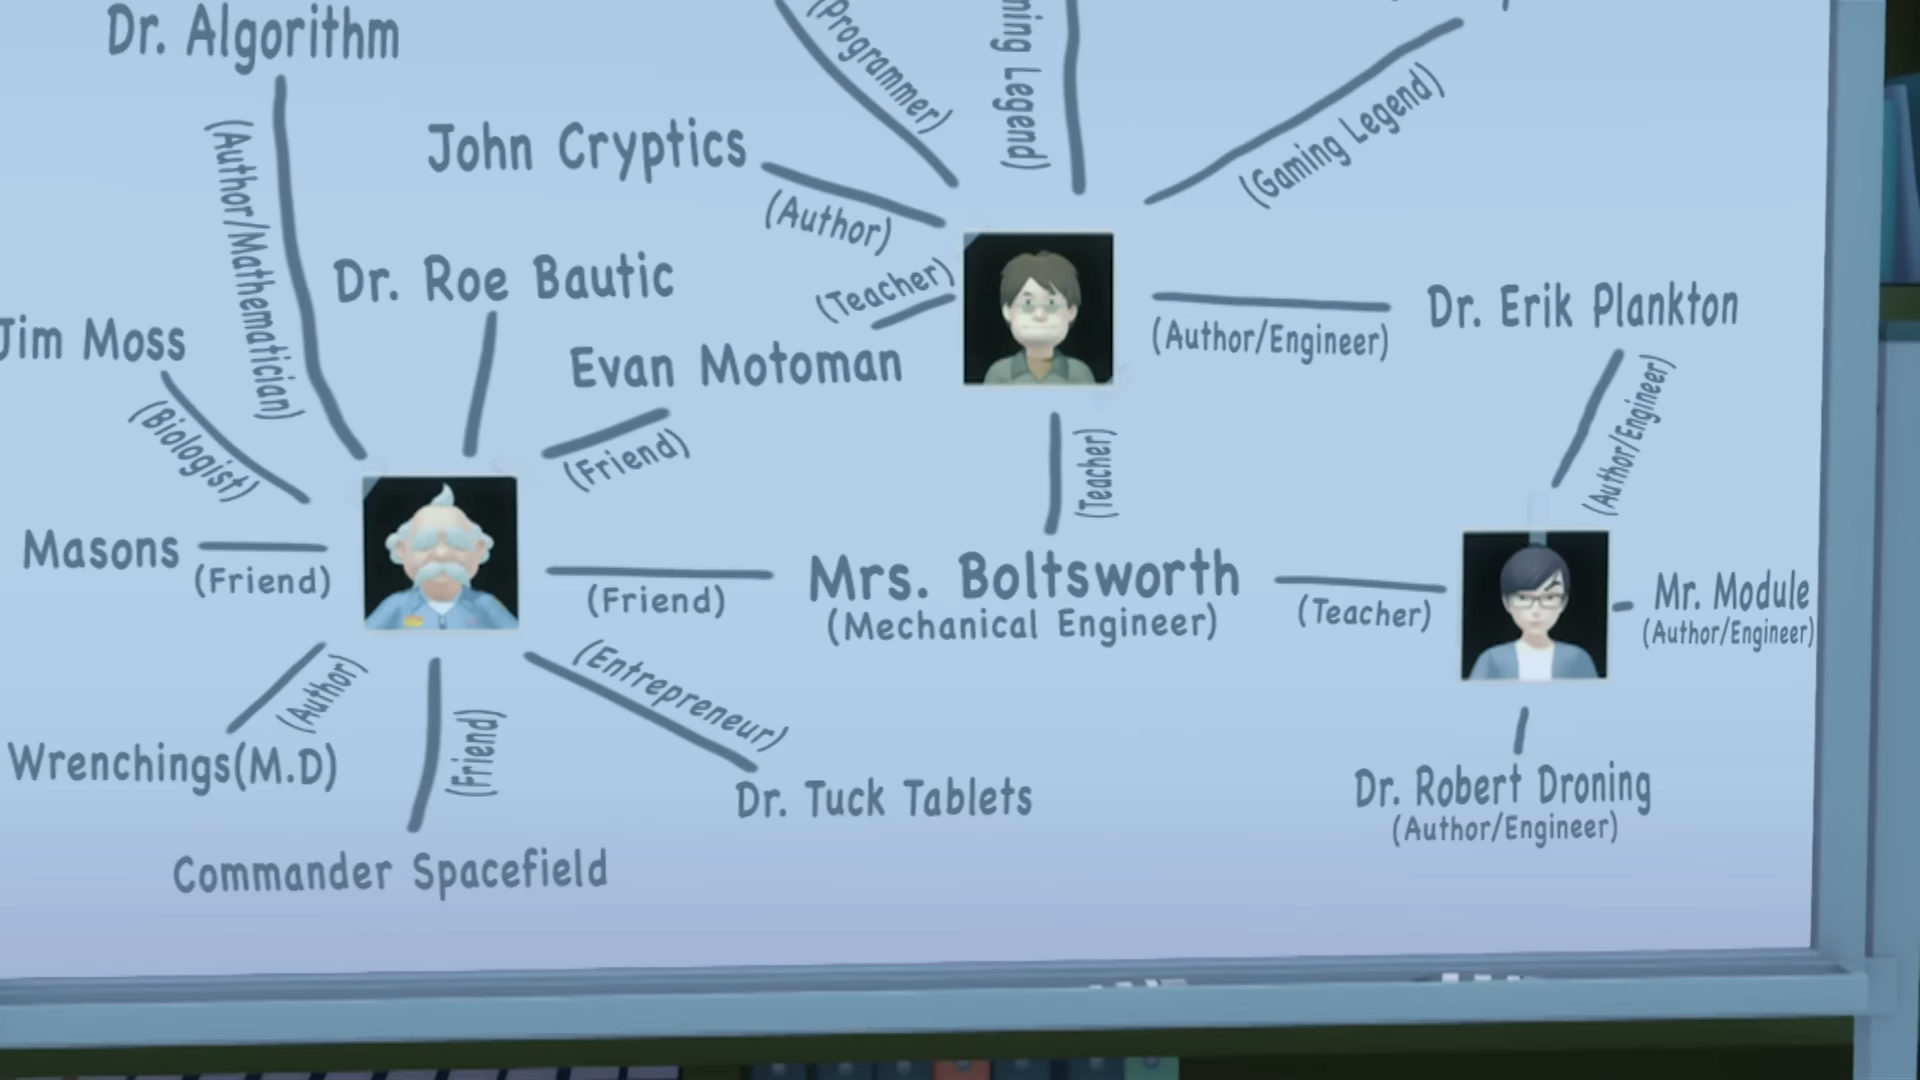 Dr. Algorithm
(Author/Mathematician)
(Programmer)
ning Legend)
(Gaming Legend)
John Cryptics
(Author)
Dr. Roe Bautic
(Teacher)
Jim Moss
(Biologist)
Evan Motoman
(Friend)
(Author/Engineer)
Dr. Erik Plankton
(Author/Engineer)
(Teacher)
Masons
(Friend)
(Friend)
Mrs. Boltsworth
(Mechanical Engineer)
(Teacher)
Mr. Module
(Author/Engineer)
(Author)
Wrenchings(M.D)
(Friend)
(Entrepreneur)
Dr. Tuck Tablets
Dr. Robert Droning
(Author/Engineer)
Commander Spacefield